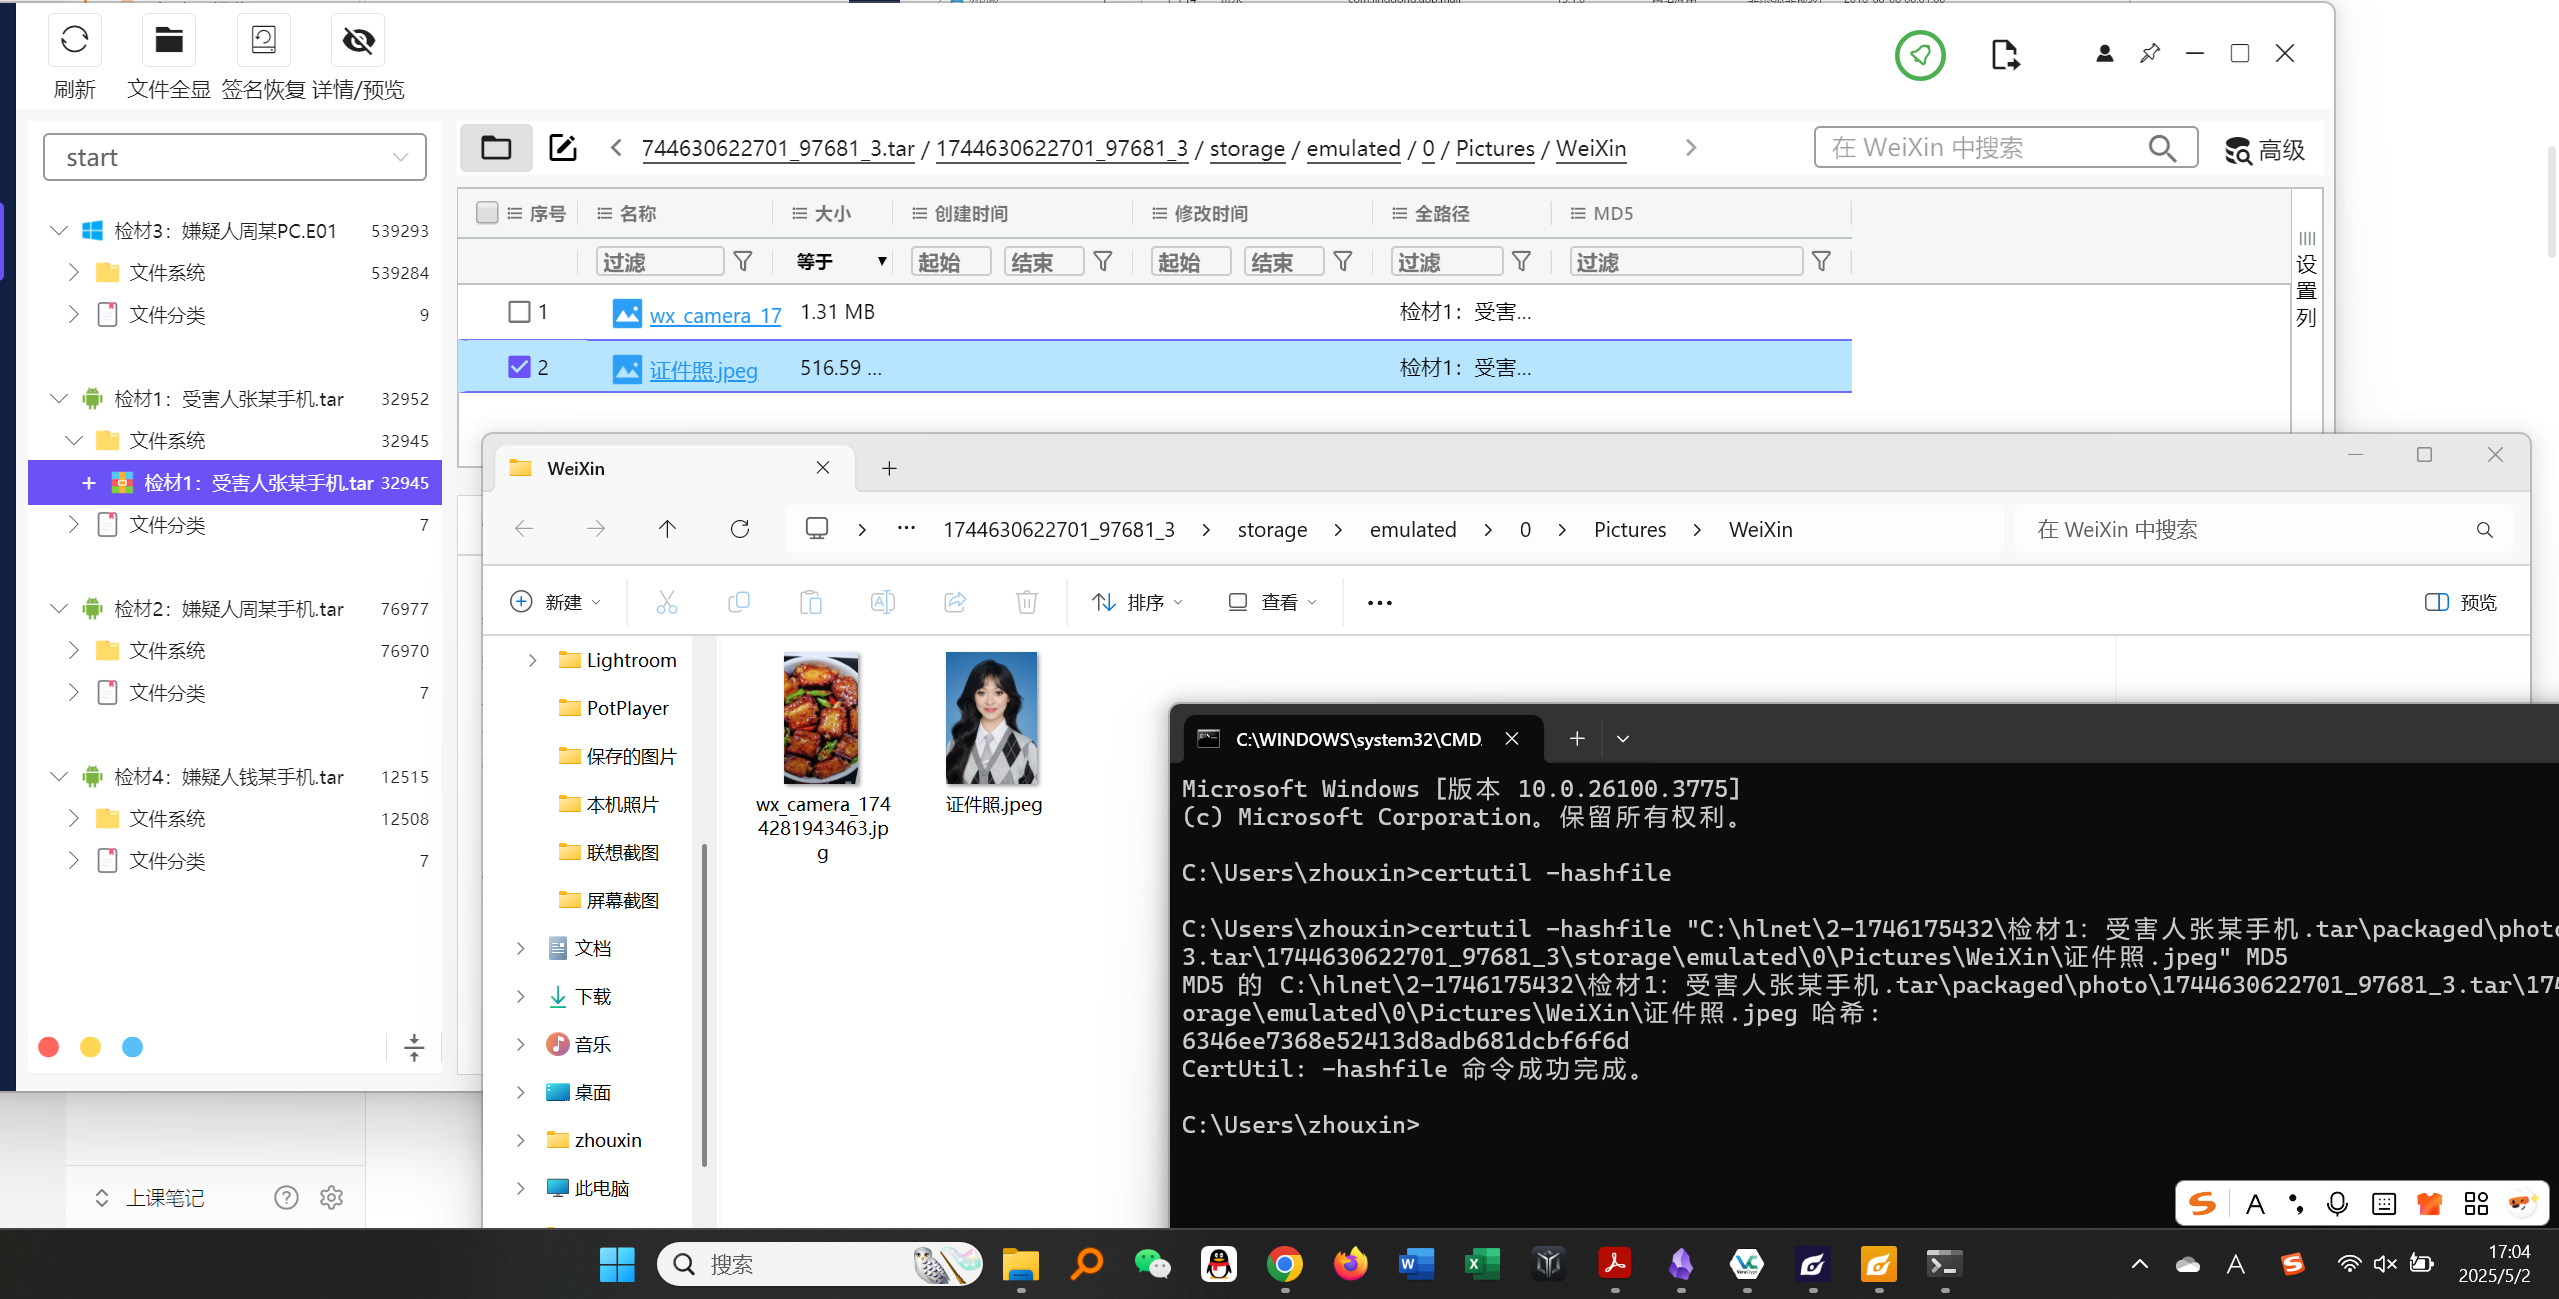 刷新
文件全显
签名恢复
详情/预览
start
744630622701_97681_3.tar / 1744630622701_97681_3 / storage / emulated / 0 / Pictures / WeiXin
在 WeiXin 中搜索
高级
序号 名称 大小 创建时间 修改时间 全路径 MD5
过滤 等于 起始 结束 起始 结束 过滤 过滤
设置列
1 wx_camera_17 1.31 MB 检材1：受害...
2 证件照.jpeg 516.59 ... 检材1：受害...
检材3：嫌疑人周某PC.E01 539293
文件系统 539284
文件分类 9
检材1：受害人张某手机.tar 32952
文件系统 32945
检材1：受害人张某手机.tar 32945
文件分类 7
检材2：嫌疑人周某手机.tar 76977
文件系统 76970
文件分类 7
检材4：嫌疑人钱某手机.tar 12515
文件系统 12508
文件分类 7
上课笔记
WeiXin
1744630622701_97681_3 storage emulated 0 Pictures WeiXin
在 WeiXin 中搜索
新建
排序
查看
预览
Lightroom
PotPlayer
保存的图片
本机照片
联想截图
屏幕截图
文档
下载
音乐
桌面
zhouxin
此电脑
wx_camera_174
4281943463.jp
g
证件照.jpeg
C:\WINDOWS\system32\CMD.
Microsoft Windows [版本 10.0.26100.3775]
(c) Microsoft Corporation。保留所有权利。
C:\Users\zhouxin>certutil -hashfile
C:\Users\zhouxin>certutil -hashfile "C:\hlnet\2-1746175432\检材1：受害人张某手机.tar\packaged\phot
3.tar\1744630622701_97681_3\storage\emulated\0\Pictures\WeiXin\证件照.jpeg" MD5
MD5 的 C:\hlnet\2-1746175432\检材1：受害人张某手机.tar\packaged\photo\1744630622701_97681_3.tar\17
orage\emulated\0\Pictures\WeiXin\证件照.jpeg 哈希:
6346ee7368e52413d8adb681dcbf6f6d
CertUtil: -hashfile 命令成功完成。
C:\Users\zhouxin>
搜索
17:04
2025/5/2